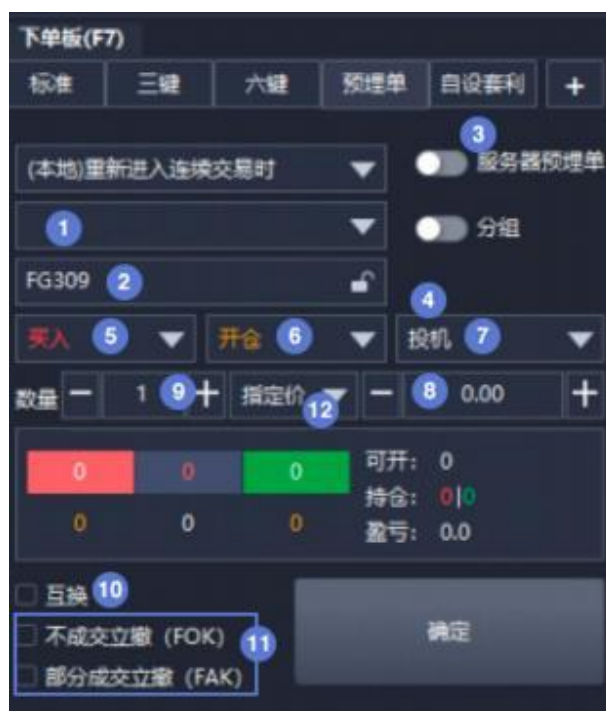 下单板(F7)
标准 三键 六键 预埋单 自设套利 +
3
(本地)重新进入连续交易时 服务器预埋单
1 分组
FG309 2
4
买入 5 开仓 6 投机 7
数量 − 1 9 + 指定价 12 − 8 0.00 +
0 0 0 可开: 0
持仓: 0|0
0 0 0 盈亏: 0.0
互换 10
不成交立撤 (FOK) 11 确定
部分成交立撤 (FAK)